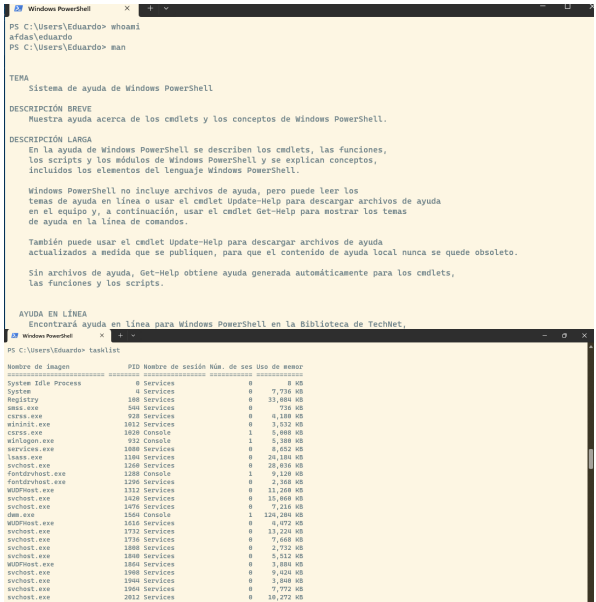 Windows PowerShell
PS C:\Users\Eduardo> whoami
afdas\eduardo
PS C:\Users\Eduardo> man
TEMA
Sistema de ayuda de Windows PowerShell
DESCRIPCIÓN BREVE
Muestra ayuda acerca de los cmdlets y los conceptos de Windows PowerShell.
DESCRIPCIÓN LARGA
En la ayuda de Windows PowerShell se describen los cmdlets, las funciones,
los scripts y los módulos de Windows PowerShell y se explican conceptos,
incluidos los elementos del lenguaje Windows PowerShell.
Windows PowerShell no incluye archivos de ayuda, pero puede leer los
temas de ayuda en línea o usar el cmdlet Update-Help para descargar archivos de ayuda
en el equipo y, a continuación, usar el cmdlet Get-Help para mostrar los temas
de ayuda en la línea de comandos.
También puede usar el cmdlet Update-Help para descargar archivos de ayuda
actualizados a medida que se publiquen, para que el contenido de ayuda local nunca se quede obsoleto.
Sin archivos de ayuda, Get-Help obtiene ayuda generada automáticamente para los cmdlets,
las funciones y los scripts.
AYUDA EN LÍNEA
Encontrará ayuda en línea para Windows PowerShell en la Biblioteca de TechNet,
Windows PowerShell
PS C:\Users\Eduardo> tasklist
Nombre de imagen PID Nombre de sesión Núm. de ses Uso de memor
========================= ======== ================ =========== ============
System Idle Process 0 Services 0 8 KB
System 4 Services 0 7,736 KB
Registry 108 Services 0 33,084 KB
smss.exe 544 Services 0 736 KB
csrss.exe 928 Services 0 4,180 KB
wininit.exe 1012 Services 0 3,532 KB
csrss.exe 1020 Console 1 5,008 KB
winlogon.exe 932 Console 1 5,380 KB
services.exe 1080 Services 0 8,652 KB
lsass.exe 1104 Services 0 24,184 KB
svchost.exe 1260 Services 0 28,036 KB
fontdrvhost.exe 1288 Console 1 9,120 KB
fontdrvhost.exe 1296 Services 0 2,368 KB
WUDFHost.exe 1312 Services 0 11,260 KB
svchost.exe 1420 Services 0 15,060 KB
svchost.exe 1476 Services 0 7,216 KB
dwm.exe 1564 Console 1 124,204 KB
WUDFHost.exe 1616 Services 0 4,472 KB
svchost.exe 1732 Services 0 13,224 KB
svchost.exe 1736 Services 0 7,668 KB
svchost.exe 1808 Services 0 2,732 KB
svchost.exe 1840 Services 0 5,512 KB
WUDFHost.exe 1864 Services 0 3,884 KB
svchost.exe 1908 Services 0 9,424 KB
svchost.exe 1944 Services 0 3,840 KB
svchost.exe 1964 Services 0 7,772 KB
svchost.exe 2012 Services 0 10,272 KB